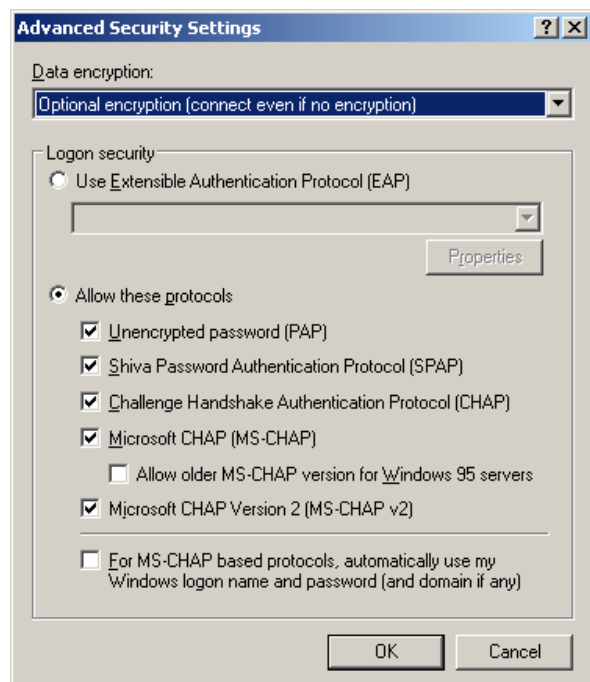 Advanced Security Settings
Data encryption:
Optional encryption (connect even if no encryption)
Logon security
Use Extensible Authentication Protocol (EAP)
Properties
Allow these protocols
Unencrypted password (PAP)
Shiva Password Authentication Protocol (SPAP)
Challenge Handshake Authentication Protocol (CHAP)
Microsoft CHAP (MS-CHAP)
Allow older MS-CHAP version for Windows 95 servers
Microsoft CHAP Version 2 (MS-CHAP v2)
For MS-CHAP based protocols, automatically use my
Windows logon name and password (and domain if any)
OK Cancel